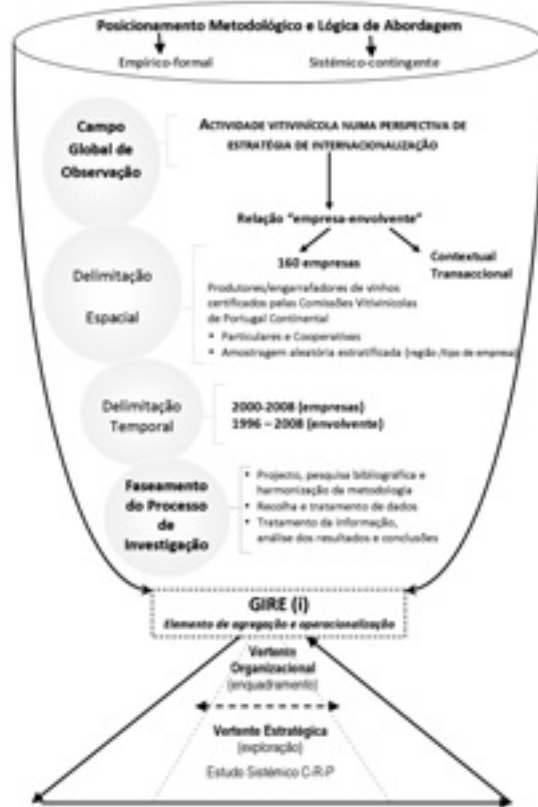 Posicionamento Metodológico e Lógica de Abordagem
Empírico-formal
Sistémico-contingente
Campo
Global de
Observação
ACTIVIDADE VITIVINÍCOLA NUMA PERSPECTIVA DE
ESTRATÉGIA DE INTERNACIONALIZAÇÃO
Relação "empresa-envolvente"
160 empresas
Contextual
Transaccional
Delimitação
Espacial
Produtores/engarrafadores de vinhos
certificados pelas Comissões Vitivinícolas
de Portugal Continental
• Particulares e Cooperativos
• Amostragem aleatória estratificada (região /tipo de empresa)
Delimitação
Temporal
2000-2008 (empresas)
1996 – 2008 (envolvente)
Faseamento
do Processo
de
Investigação
• Projecto, pesquisa bibliográfica e
harmonização da metodologia
• Recolha e tratamento de dados
• Tratamento da informação,
análise dos resultados e conclusões
GIRE (i)
Elemento de agregação e operacionalização
Vertente
Organizacional
(enquadramento)
Vertente Estratégica
(exploração)
Estudo Sistémico C-R-P